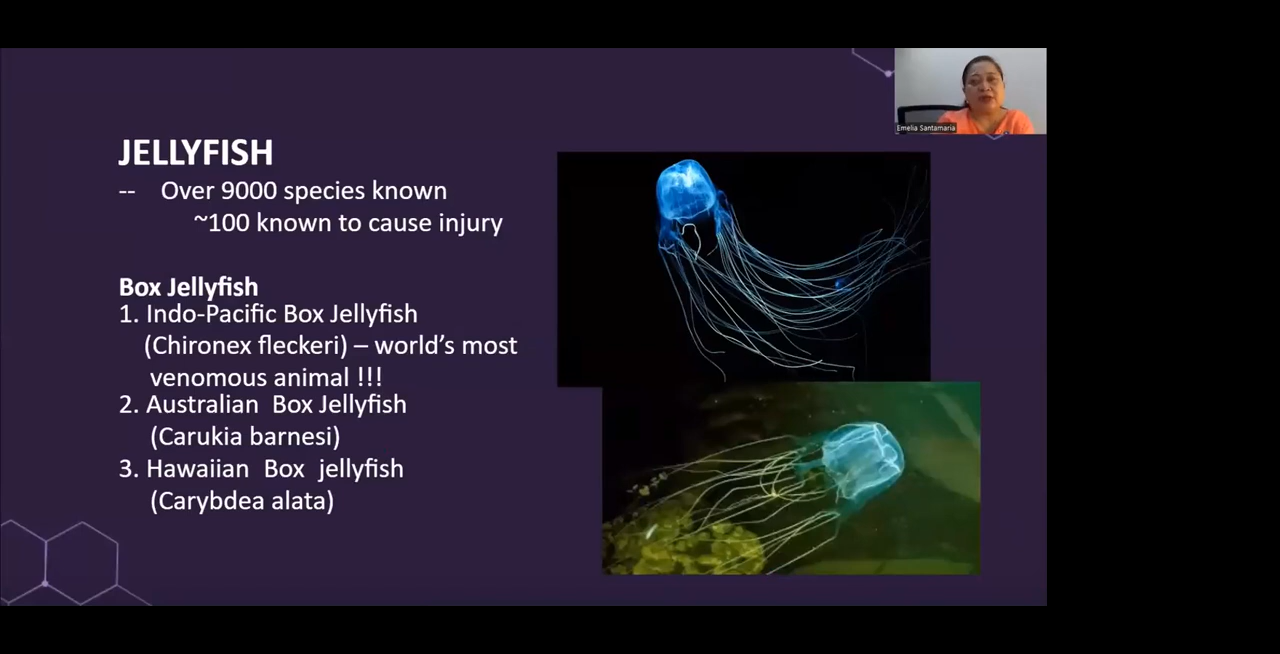 Emelia Santamaria
JELLYFISH
-- Over 9000 species known
~100 known to cause injury
Box Jellyfish
1. Indo-Pacific Box Jellyfish
(Chironex fleckeri) – world's most
venomous animal !!!
2. Australian Box Jellyfish
(Carukia barnesi)
3. Hawaiian Box jellyfish
(Carybdea alata)